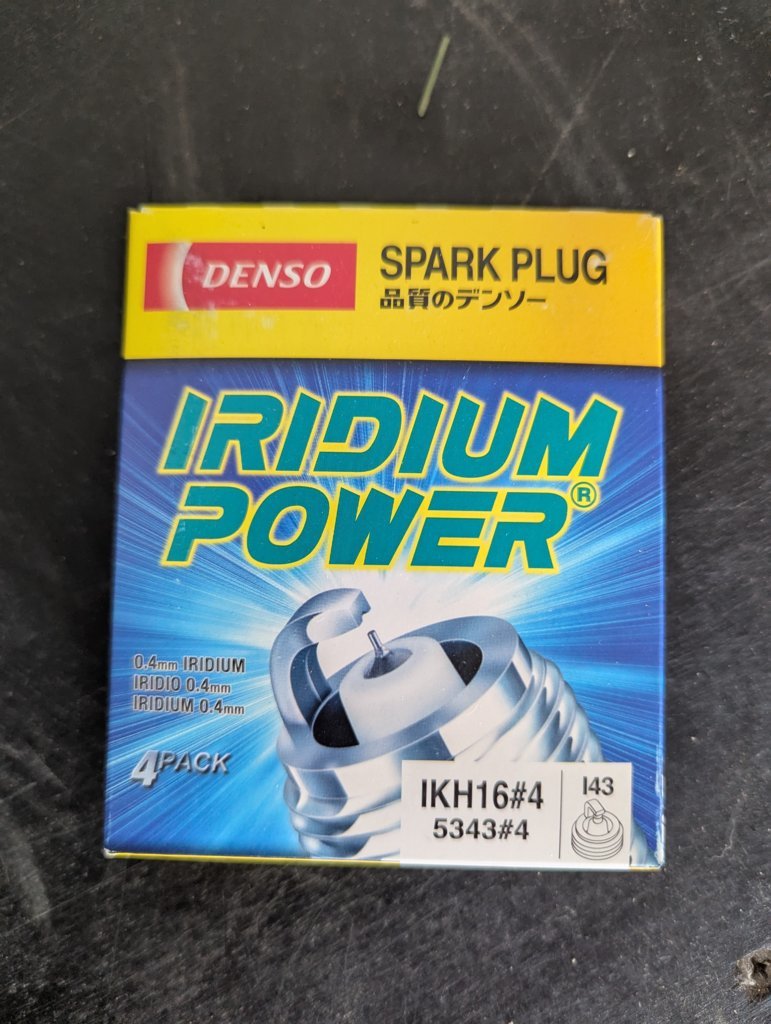 DENSO
SPARK PLUG
品質のデンソー
IRIDIUM
POWER®
0.4mm IRIDIUM
IRIDIO 0.4mm
IRIDIUM 0.4mm
4PACK
IKH16#4
5343#4
I43